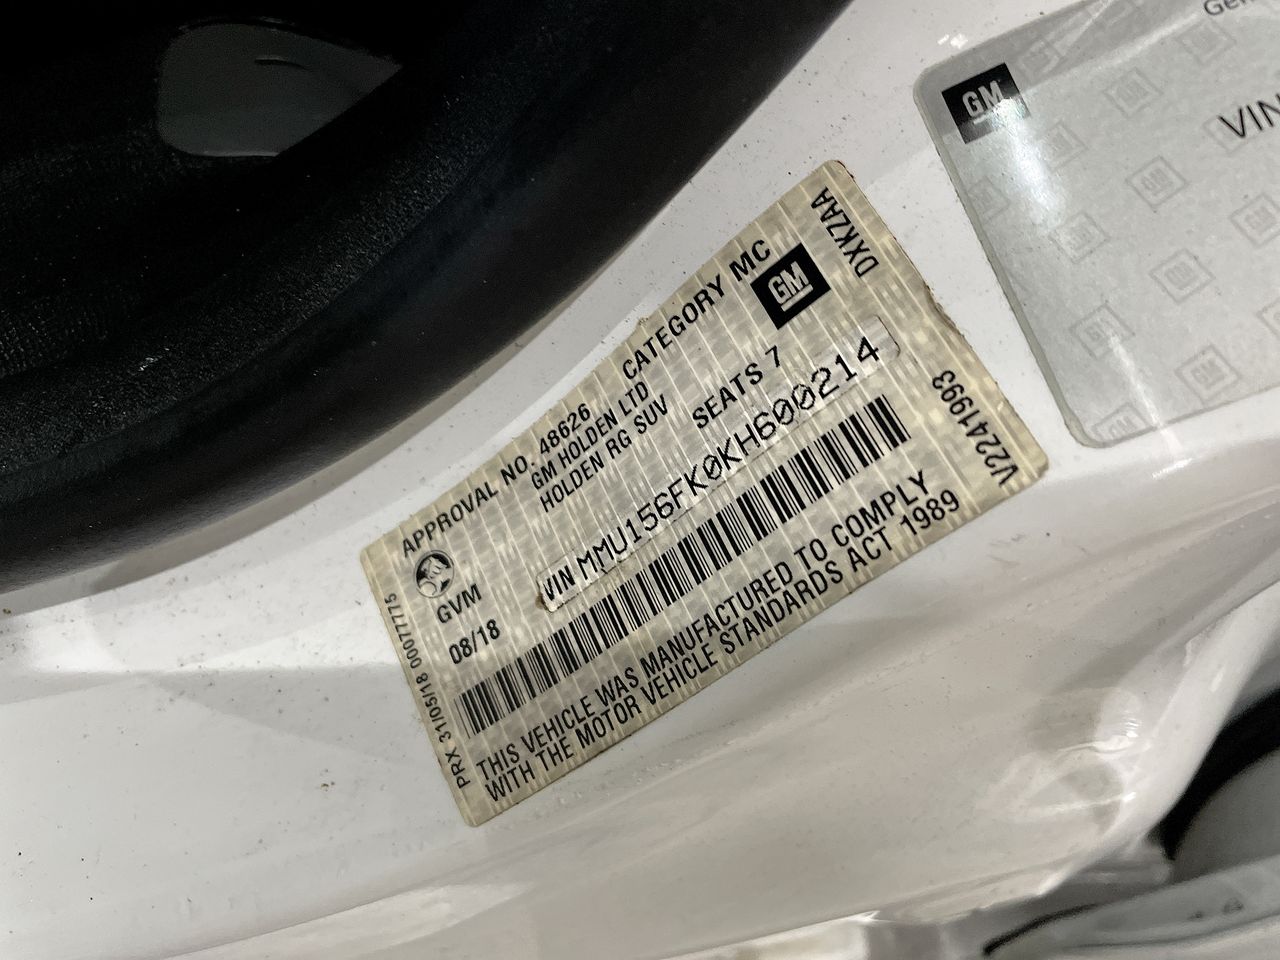 APPROVAL NO. 48626 CATEGORY MC
GM HOLDEN LTD
HOLDEN RG SUV
SEATS 7
GM
DXKZAA
GVM
08/18
VIN MMU156FK0KH600214
V2241993
PRX 31/05/18 00077775
THIS VEHICLE WAS MANUFACTURED TO COMPLY
WITH THE MOTOR VEHICLE STANDARDS ACT 1989
GM
VIN